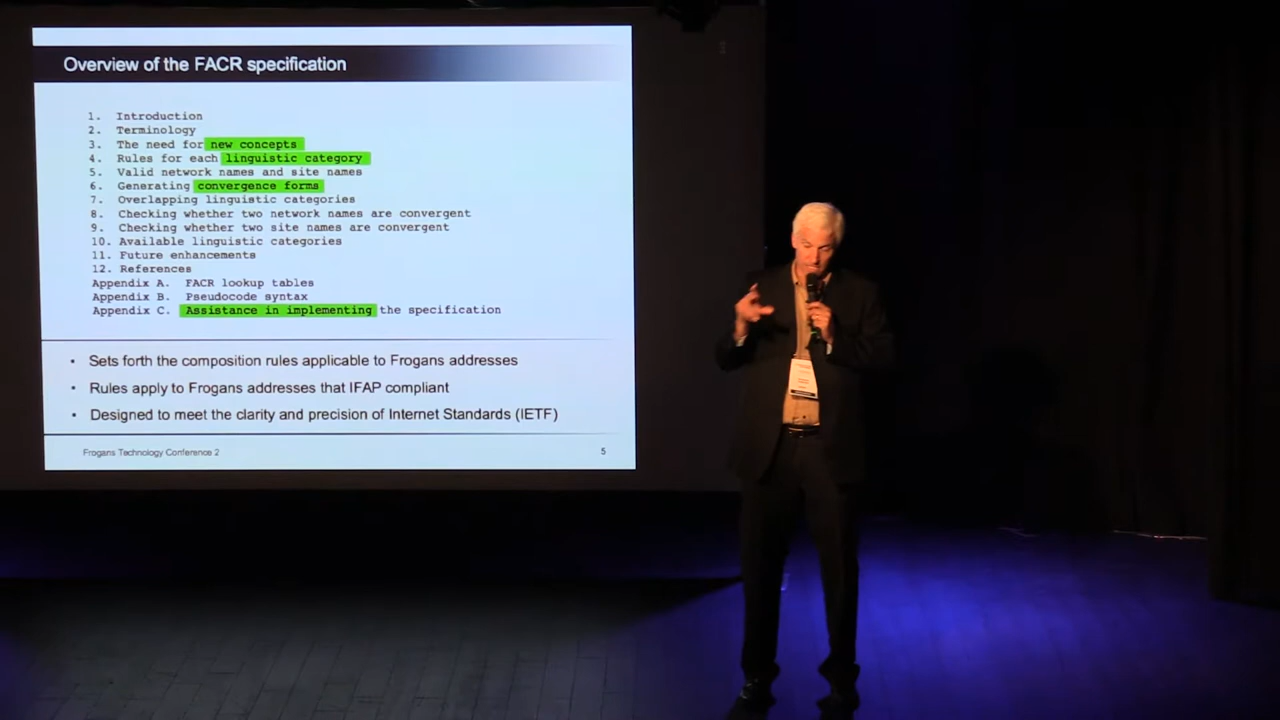 Overview of the FACR specification
1. Introduction
2. Terminology
3. The need for new concepts
4. Rules for each linguistic category
5. Valid network names and site names
6. Generating convergence forms
7. Overlapping linguistic categories
8. Checking whether two network names are convergent
9. Checking whether two site names are convergent
10. Available linguistic categories
11. Future enhancements
12. References
Appendix A. FACR lookup tables
Appendix B. Pseudocode syntax
Appendix C. Assistance in implementing the specification
• Sets forth the composition rules applicable to Frogans addresses
• Rules apply to Frogans addresses that IFAP compliant
• Designed to meet the clarity and precision of Internet Standards (IETF)
Frogans Technology Conference 2 5